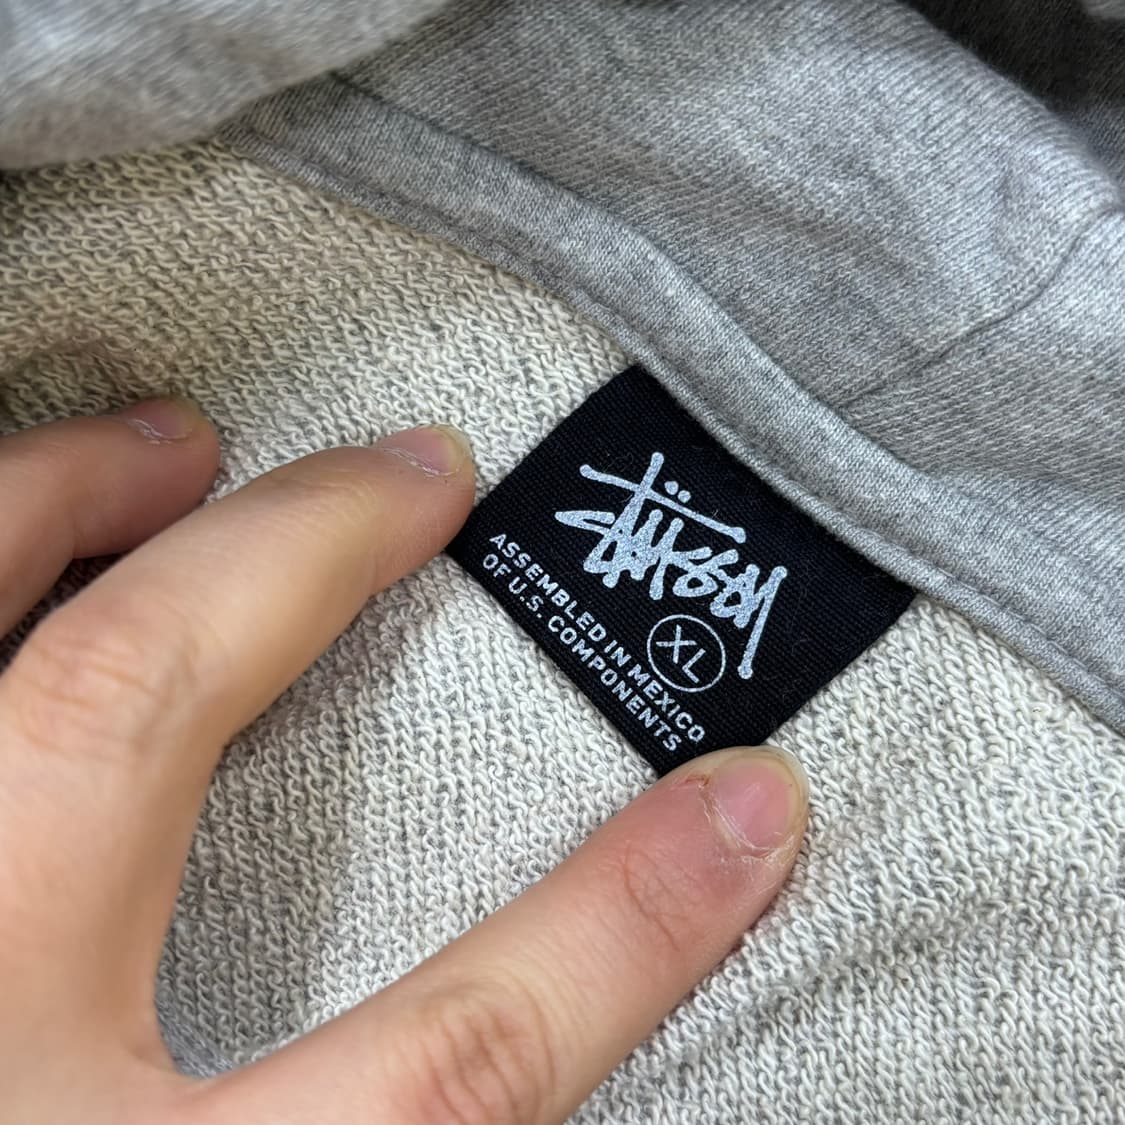 Stüssy
XL
ASSEMBLED IN MEXICO
OF U.S. COMPONENTS